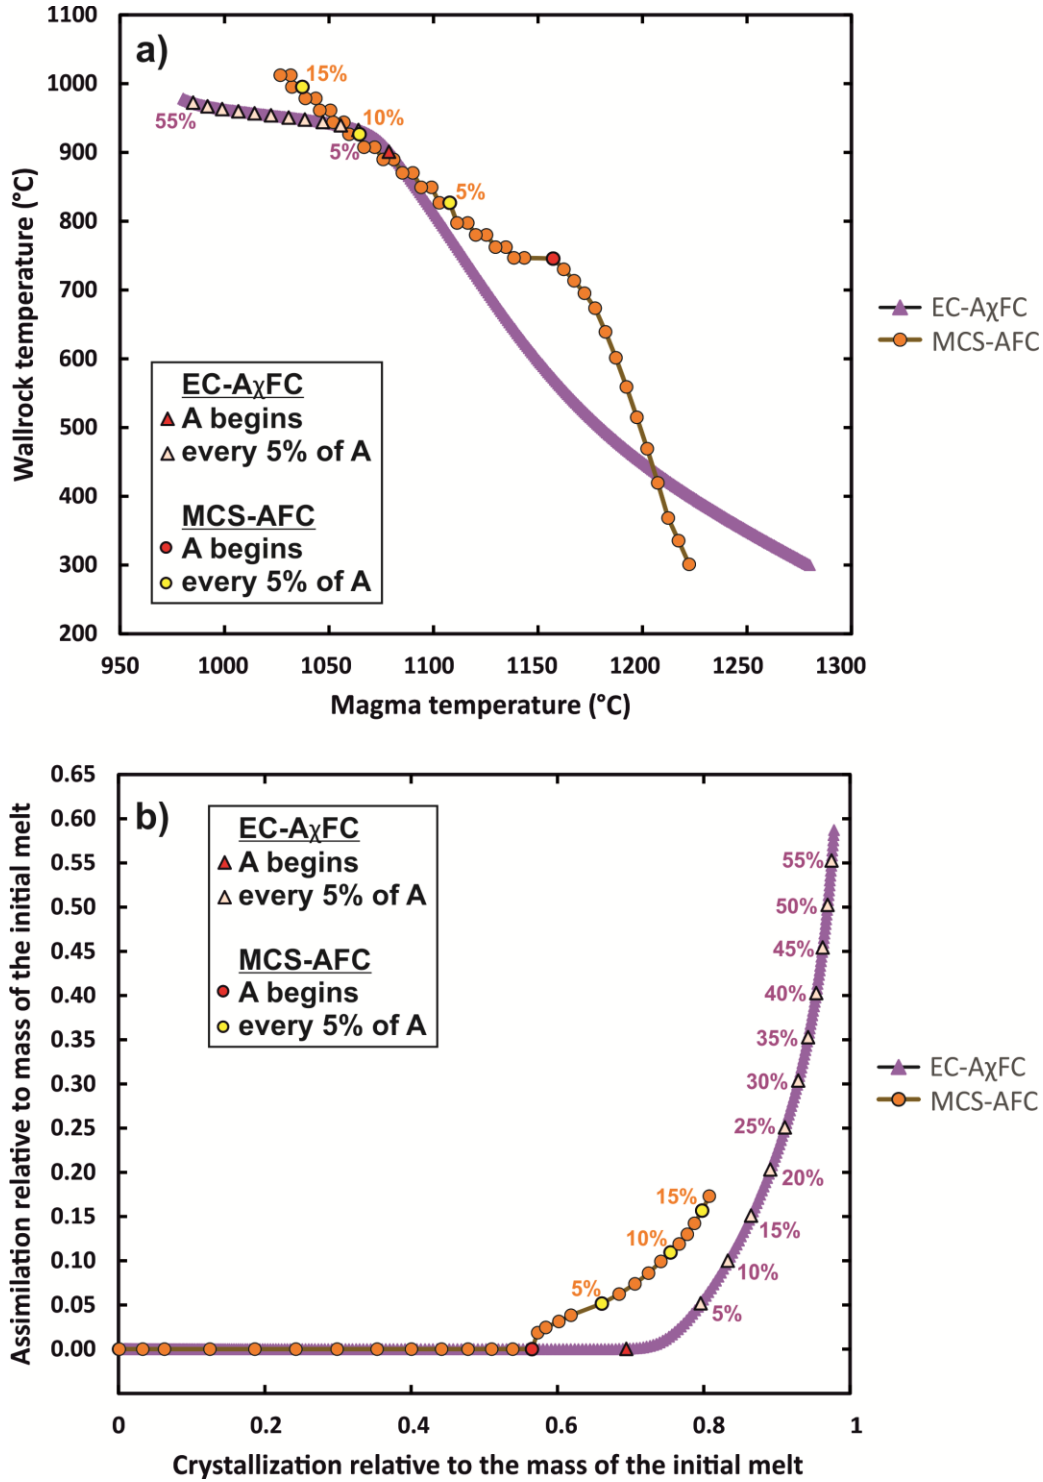 1100
1000
900
800
700
600
500
400
300
200
Wallrock temperature (°C)
a)
15%
10%
55%
5%
5%
EC-AχFC
A begins
every 5% of A
MCS-AFC
A begins
every 5% of A
EC-AχFC
MCS-AFC
950 1000 1050 1100 1150 1200 1250 1300
Magma temperature (°C)
0.65
0.60
0.55
0.50
0.45
0.40
0.35
0.30
0.25
0.20
0.15
0.10
0.05
0.00
Assimilation relative to mass of the initial melt
b)
EC-AχFC
A begins
every 5% of A
MCS-AFC
A begins
every 5% of A
55%
50%
45%
40%
35%
30%
25%
20%
15%
10%
5%
15%
10%
5%
EC-AχFC
MCS-AFC
0 0.2 0.4 0.6 0.8 1
Crystallization relative to the mass of the initial melt